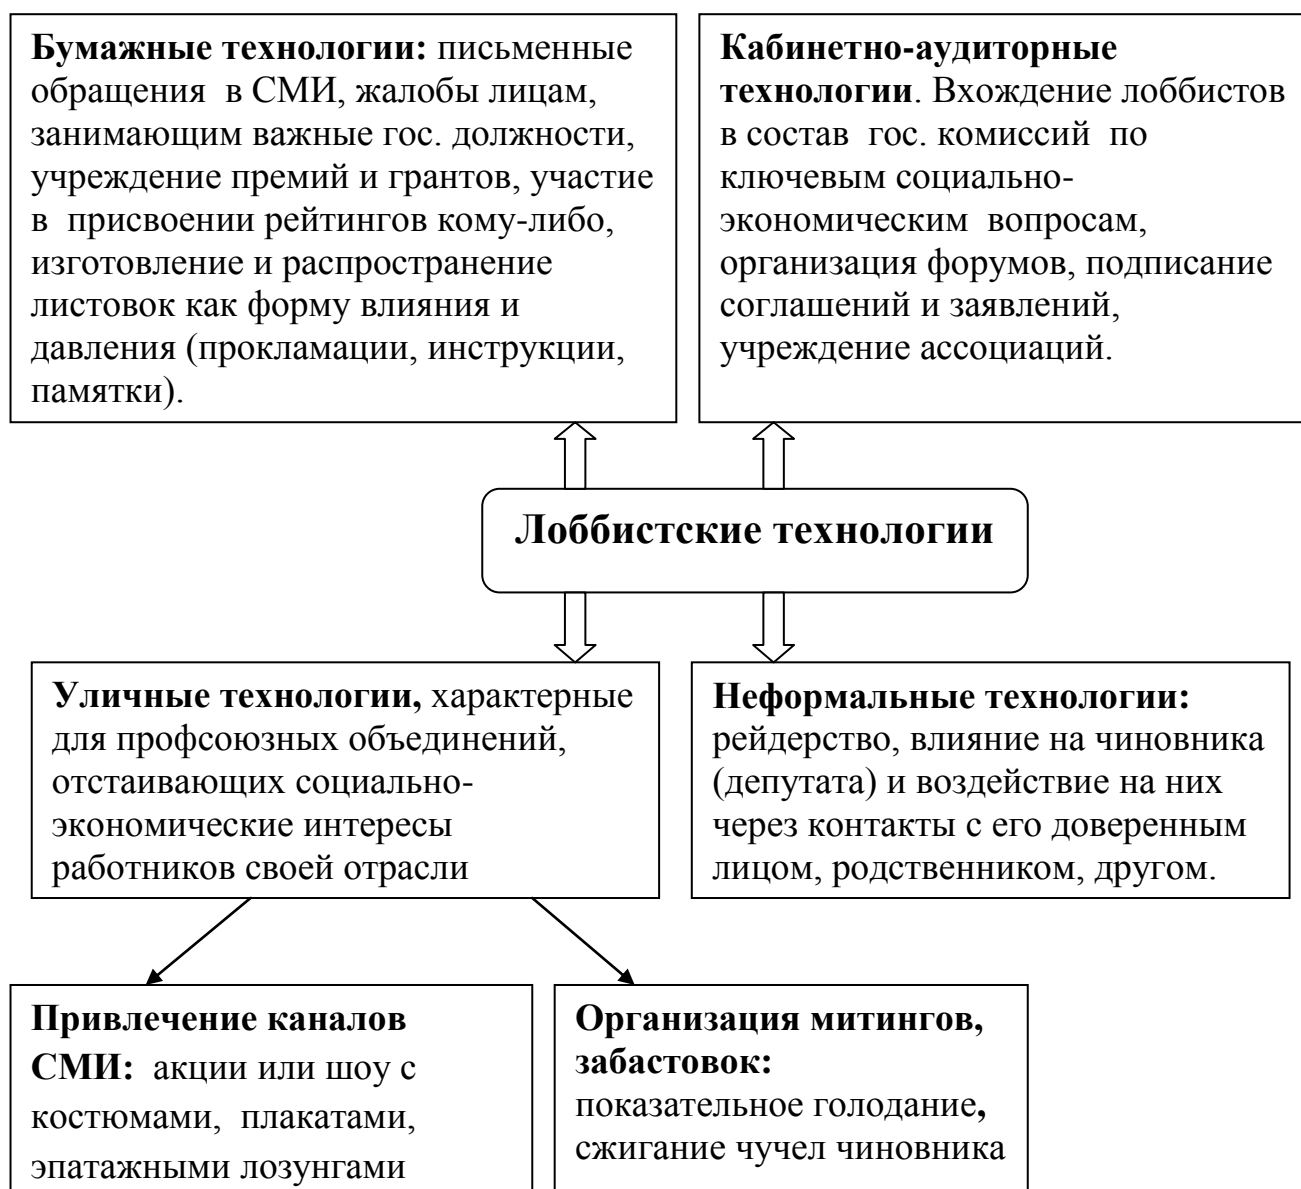 Бумажные технологии: письменные
обращения в СМИ, жалобы лицам,
занимающим важные гос. должности,
учреждение премий и грантов, участие
в присвоении рейтингов кому-либо,
изготовление и распространение
листовок как форму влияния и
давления (прокламации, инструкции,
памятки).
Кабинетно-аудиторные
технологии. Вхождение лоббистов
в состав гос. комиссий по
ключевым социально-
экономическим вопросам,
организация форумов, подписание
соглашений и заявлений,
учреждение ассоциаций.
Лоббистские технологии
Уличные технологии, характерные
для профсоюзных объединений,
отстаивающих социально-
экономические интересы
работников своей отрасли
Неформальные технологии:
рейдерство, влияние на чиновника
(депутата) и воздействие на них
через контакты с его доверенным
лицом, родственником, другом.
Привлечение каналов
СМИ: акции или шоу с
костюмами, плакатами,
эпатажными лозунгами
Организация митингов,
забастовок:
показательное голодание,
сжигание чучел чиновника